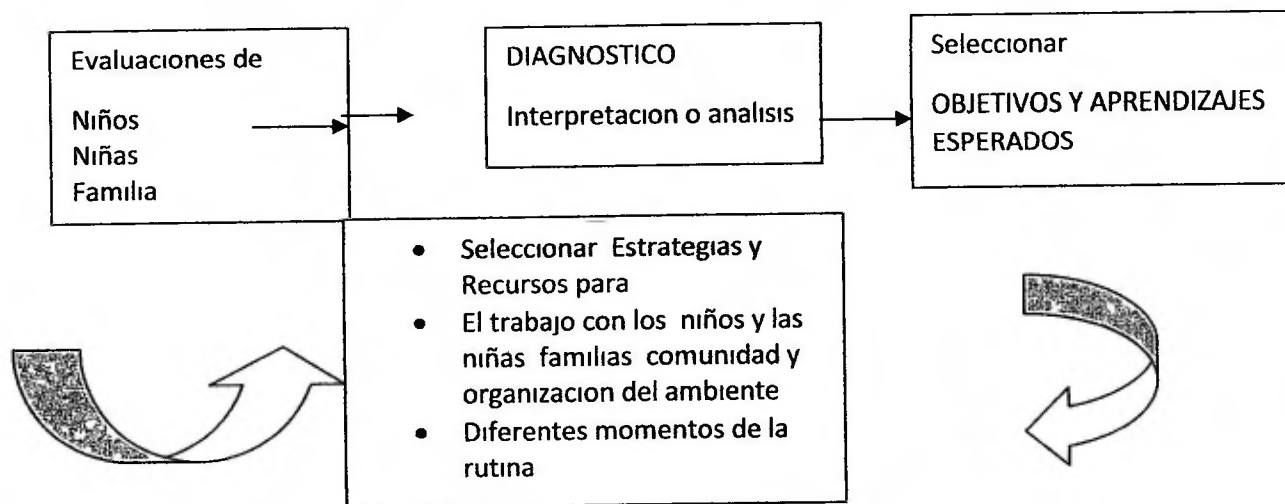 Evaluaciones de
Niños
Niñas
Familia
DIAGNOSTICO
Interpretacion o analisis
Seleccionar
OBJETIVOS Y APRENDIZAJES
ESPERADOS
• Seleccionar Estrategias y
Recursos para
• El trabajo con los niños y las
niñas familias comunidad y
organizacion del ambiente
• Diferentes momentos de la
rutina